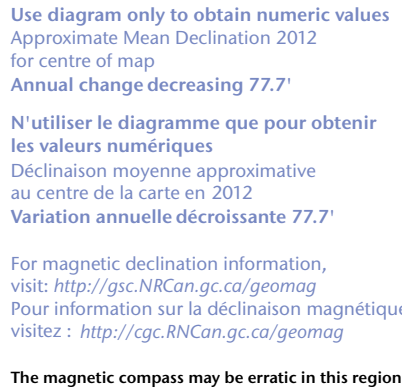 Use diagram only to obtain numeric values
Approximate Mean Declination 2012
for centre of map
Annual change decreasing 77.7'
N'utiliser le diagramme que pour obtenir
les valeurs numériques
Déclinaison moyenne approximative
au centre de la carte en 2012
Variation annuelle décroissante 77.7'
For magnetic declination information,
visit: http://gsc.NRCan.gc.ca/geomag
Pour information sur la déclinaison magnétique
visitez : http://cgc.RNCan.gc.ca/geomag
The magnetic compass may be erratic in this region